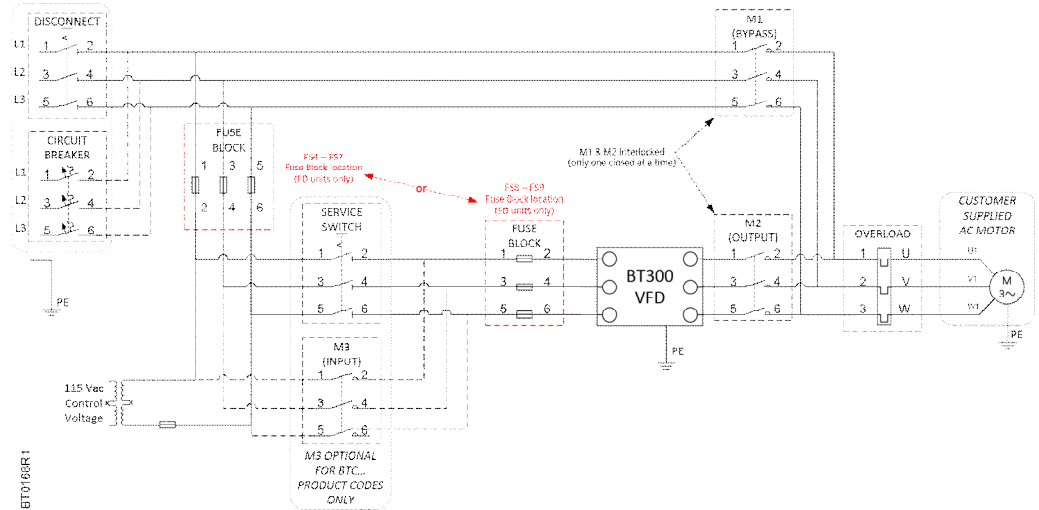 DISCONNECT
L1 1 2
L2 3 4
L3 5 6
CIRCUIT
BREAKER
L1 1 2
L2 3 4
L3 5 6
PE
FUSE
BLOCK
1 3 5
2 4 6
FS4 – FS7
Fuse Block location
(FD units only)
or
FS8 – FS9
Fuse Block location
(FD units only)
M1
(BYPASS)
1 2
3 4
5 6
M1 & M2 Interlocked
(only one closed at a time)
SERVICE
SWITCH
1 2
3 4
5 6
FUSE
BLOCK
1 2
3 4
5 6
BT300
VFD
PE
M2
(OUTPUT)
1 2
3 4
5 6
OVERLOAD
1 U
2 V
3 W
CUSTOMER
SUPPLIED
AC MOTOR
U1
V1
W1
M
3~
PE
M3
(INPUT)
1 2
3 4
5 6
M3 OPTIONAL
FOR BTC...
PRODUCT CODES
ONLY
115 Vac
Control
Voltage
BT0168R1